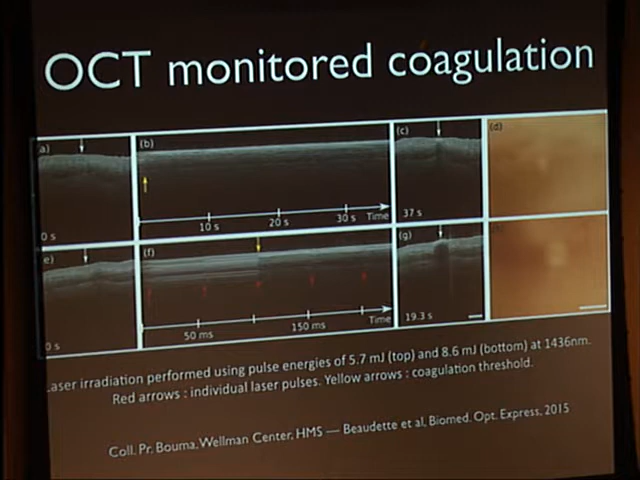 OCT monitored coagulation
(a)
(b)
(c)
(d)
0 s
10 s
20 s
30 s
Time
37 s
e)
(f)
(g)
0 s
50 ms
150 ms
Time
19.3 s
Laser irradiation performed using pulse energies of 5.7 mJ (top) and 8.6 mJ (bottom) at 1436nm.
Red arrows : individual laser pulses. Yellow arrows : coagulation threshold.
Coll. Pr. Bouma, Wellman Center, HMS — Beaudette et al, Biomed. Opt. Express, 2015